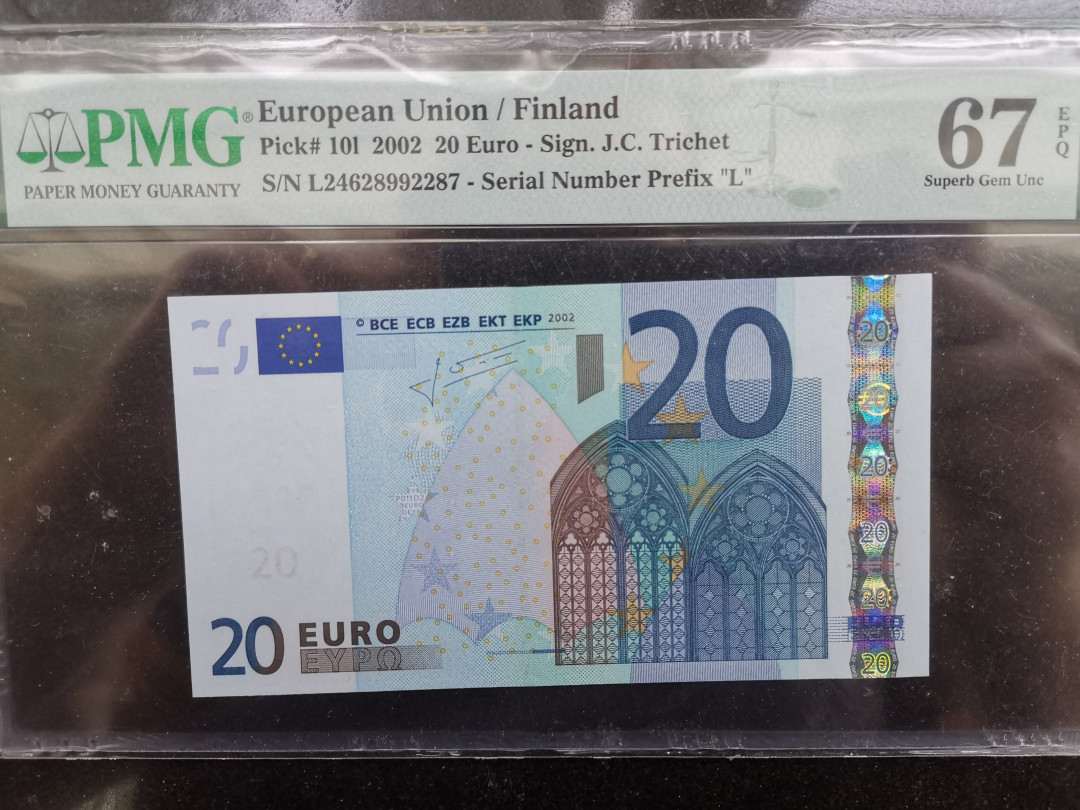 PMG®
PAPER MONEY GUARANTY
European Union / Finland
Pick# 10l 2002 20 Euro - Sign. J.C. Trichet
S/N L24628992287 - Serial Number Prefix "L"
67
EPQ
Superb Gem Unc
© BCE ECB EZB EKT EKP 2002
20
20
20
20
20
20
20
20
20 EURO
ΕΥΡΩ